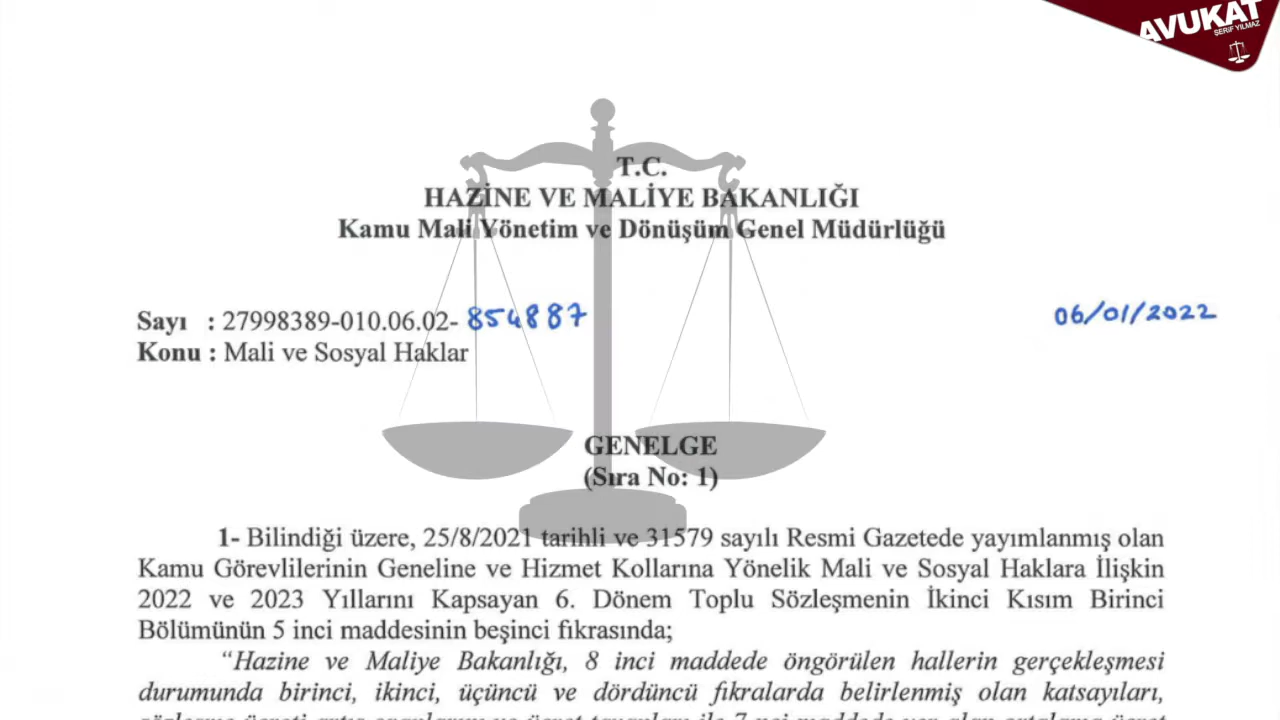 AVUKAT
ŞERİF YILMAZ
T.C.
HAZİNE VE MALİYE BAKANLIĞI
Kamu Mali Yönetim ve Dönüşüm Genel Müdürlüğü
Sayı : 27998389-010.06.02- 854887
06/01/2022
Konu : Mali ve Sosyal Haklar
GENELGE
(Sıra No: 1)
1- Bilindiği üzere, 25/8/2021 tarihli ve 31579 sayılı Resmi Gazetede yayımlanmış olan
Kamu Görevlilerinin Geneline ve Hizmet Kollarına Yönelik Mali ve Sosyal Haklara İlişkin
2022 ve 2023 Yıllarını Kapsayan 6. Dönem Toplu Sözleşmenin İkinci Kısım Birinci
Bölümünün 5 inci maddesinin beşinci fıkrasında;
“Hazine ve Maliye Bakanlığı, 8 inci maddede öngörülen hallerin gerçekleşmesi
durumunda birinci, ikinci, üçüncü ve dördüncü fıkralarda belirlenmiş olan katsayıları,